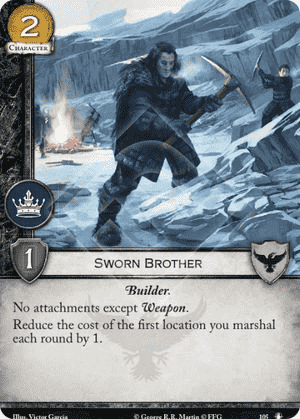 2
Character
1
Sworn Brother
Builder.
No attachments except Weapon.
Reduce the cost of the first location you marshal
each round by 1.
Illus. Victor García
© George R.R. Martin © FFG
105